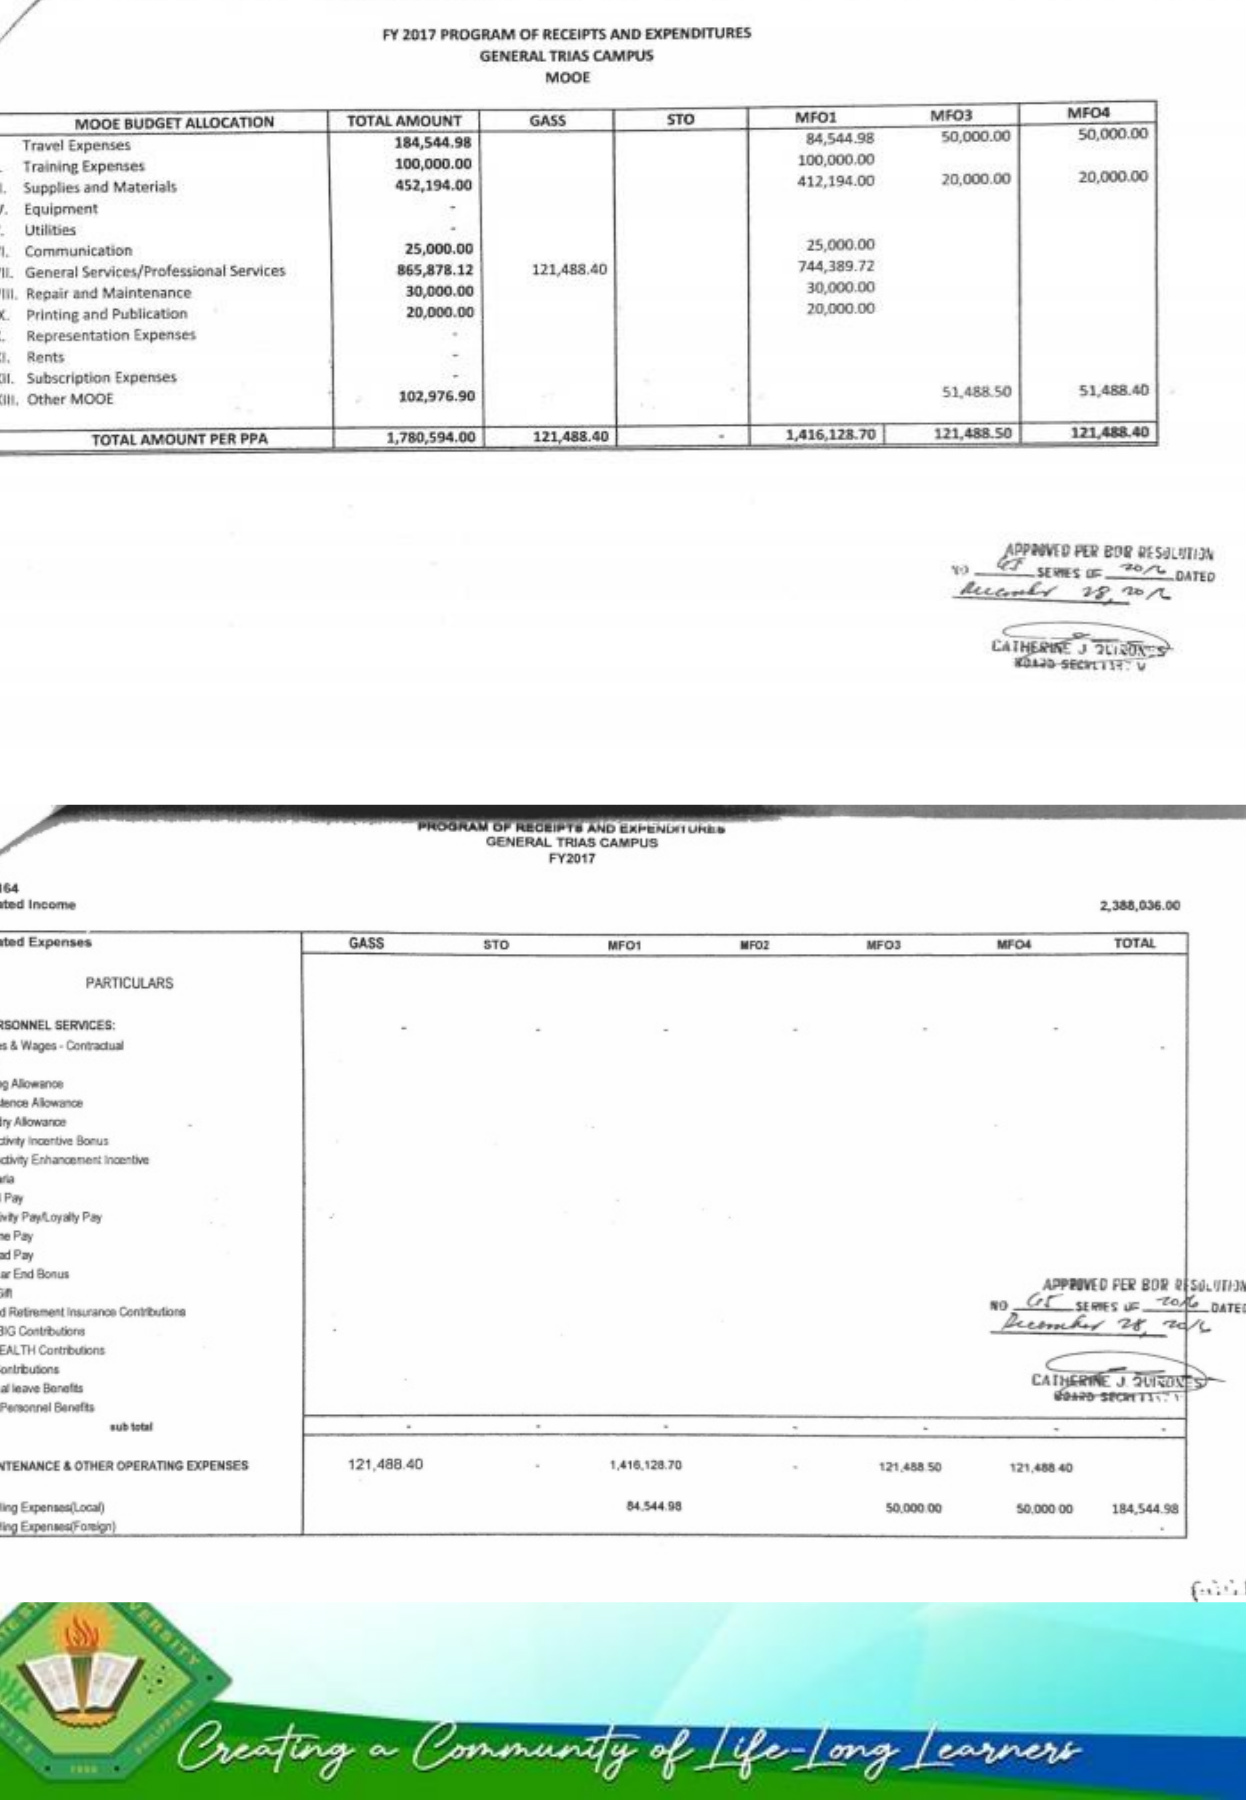 FY 2017 PROGRAM OF RECEIPTS AND EXPENDITURES
GENERAL TRIAS CAMPUS
MOOE
MOOE BUDGET ALLOCATION TOTAL AMOUNT GASS STO MFO1 MFO3 MFO4
Travel Expenses 184,544.98 84,544.98 50,000.00 50,000.00
. Training Expenses 100,000.00 100,000.00
I. Supplies and Materials 452,194.00 412,194.00 20,000.00 20,000.00
V. Equipment -
. Utilities -
I. Communication 25,000.00 25,000.00
II. General Services/Professional Services 865,878.12 121,488.40 744,389.72
III. Repair and Maintenance 30,000.00 30,000.00
X. Printing and Publication 20,000.00 20,000.00
. Representation Expenses -
I. Rents -
II. Subscription Expenses -
III. Other MOOE 102,976.90 51,488.50 51,488.40
TOTAL AMOUNT PER PPA 1,780,594.00 121,488.40 - 1,416,128.70 121,488.50 121,488.40
APPROVED PER BOR RESOLUTION
NO SERIES OF 2016 DATED
December 28, 2016
CATHERINE J. QUIÑONES
BOARD SECRETARY V
PROGRAM OF RECEIPTS AND EXPENDITURES
GENERAL TRIAS CAMPUS
FY2017
164
ated Income 2,388,036.00
ated Expenses GASS STO MFO1 MFO2 MFO3 MFO4 TOTAL
PARTICULARS
RSONNEL SERVICES: - - - - - -
s & Wages - Contractual -
g Allowance
tence Allowance
ry Allowance
tivity Incentive Bonus
ctivity Enhancement Incentive
ria
Pay
vity Pay/Loyalty Pay
me Pay
ad Pay
ar End Bonus
Gift
d Retirement Insurance Contributions
BIG Contributions
EALTH Contributions
ontributions
al leave Benefits
Personnel Benefits
APPROVED PER BOR RESOLUTION
NO SERIES OF 2016 DATED
December 28, 2016
CATHERINE J. QUIÑONES
BOARD SECRETARY V
sub total - - - - - - -
NTENANCE & OTHER OPERATING EXPENSES 121,488.40 - 1,416,128.70 - 121,488.50 121,488.40
ling Expenses(Local) 84,544.98 50,000.00 50,000.00 184,544.98
ling Expenses(Foreign) -
Creating a Community of Life-Long Learners